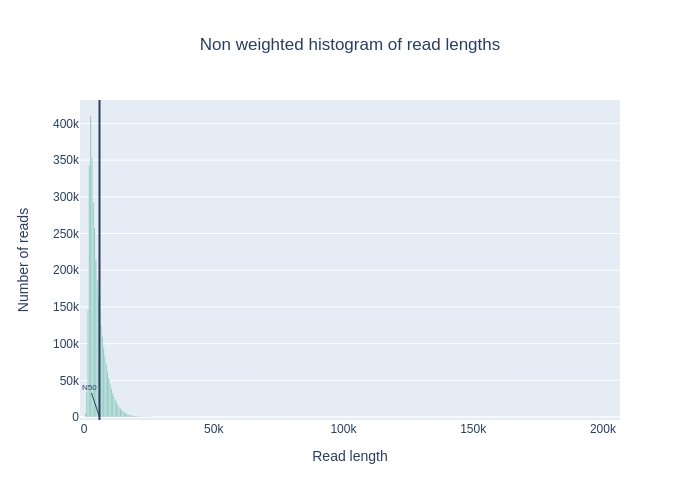 Non weighted histogram of read lengths
Number of reads
400k
350k
300k
250k
200k
150k
100k
50k
0
N50
0
50k
100k
150k
200k
Read length